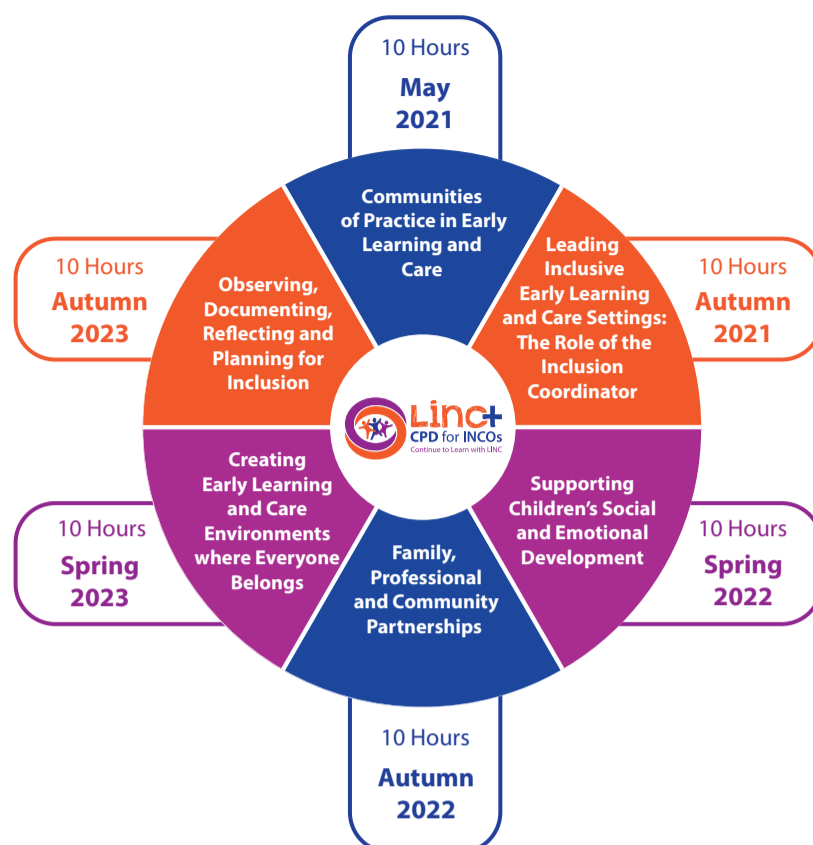 10 Hours
May
2021
Communities
of Practice in Early
Learning and
Care
10 Hours
Autumn
2021
Leading
Inclusive
Early Learning
and Care Settings:
The Role of the
Inclusion
Coordinator
10 Hours
Spring
2022
Supporting
Children’s Social
and Emotional
Development
10 Hours
Autumn
2022
Family,
Professional
and Community
Partnerships
10 Hours
Spring
2023
Creating
Early Learning
and Care
Environments
where Everyone
Belongs
10 Hours
Autumn
2023
Observing,
Documenting,
Reflecting and
Planning for
Inclusion
Linc+
CPD for INCOs
Continue to Learn with LINC